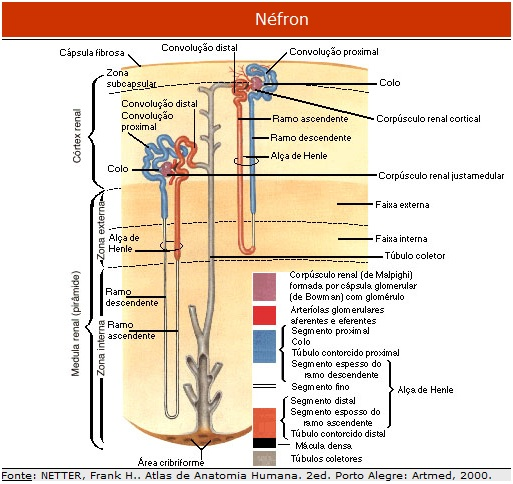 Néfron
Cápsula fibrosa
Convolução distal
Convolução proximal
Zona
subcapsular
Colo
Convolução distal
Convolução
proximal
Ramo ascendente
Corpúsculo renal cortical
Ramo descendente
Córtex renal
Alça de Henle
Colo
Corpúsculo renal justamedular
Faixa externa
Zona externa
Alça de
Henle
Faixa interna
Túbulo coletor
Medula renal (pirâmide)
Zona interna
Ramo
descendente
Ramo
ascendente
Área cribriforme
Corpúsculo renal (de Malpighi)
formada por cápsula glomerular
(de Bowman) com glomérulo
Arteríolas glomerulares
aferentes e eferentes
Segmento proximal
Colo
Túbulo contorcido proximal
Segmento espesso do
ramo descendente
Segmento fino
Alça de Henle
Segmento distal
Segmento esposso do
ramo ascendente
Túbulo contorcido distal
Mácula densa
Túbulos coletores
Fonte: NETTER, Frank H.. Atlas de Anatomia Humana. 2ed. Porto Alegre: Artmed, 2000.